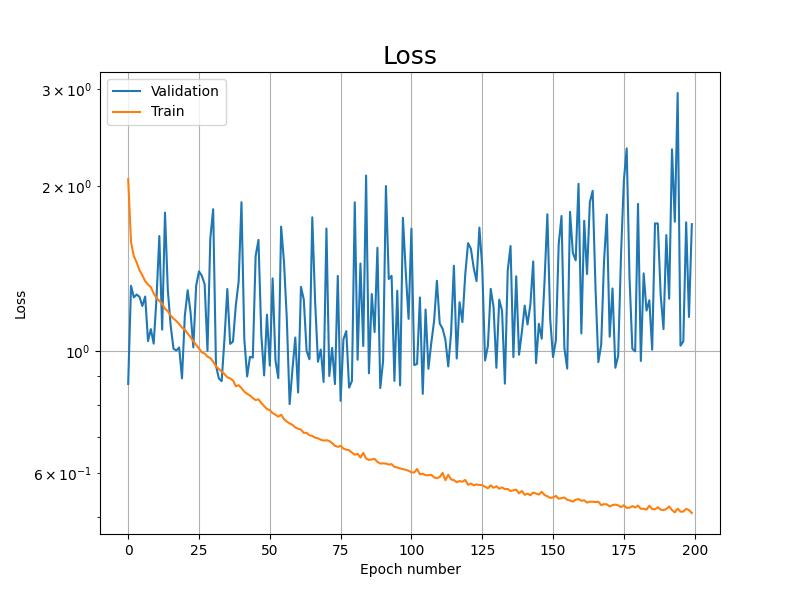 Loss
3 × 10⁰
2 × 10⁰
10⁰
6 × 10⁻¹
Loss
Validation
Train
0 25 50 75 100 125 150 175 200
Epoch number